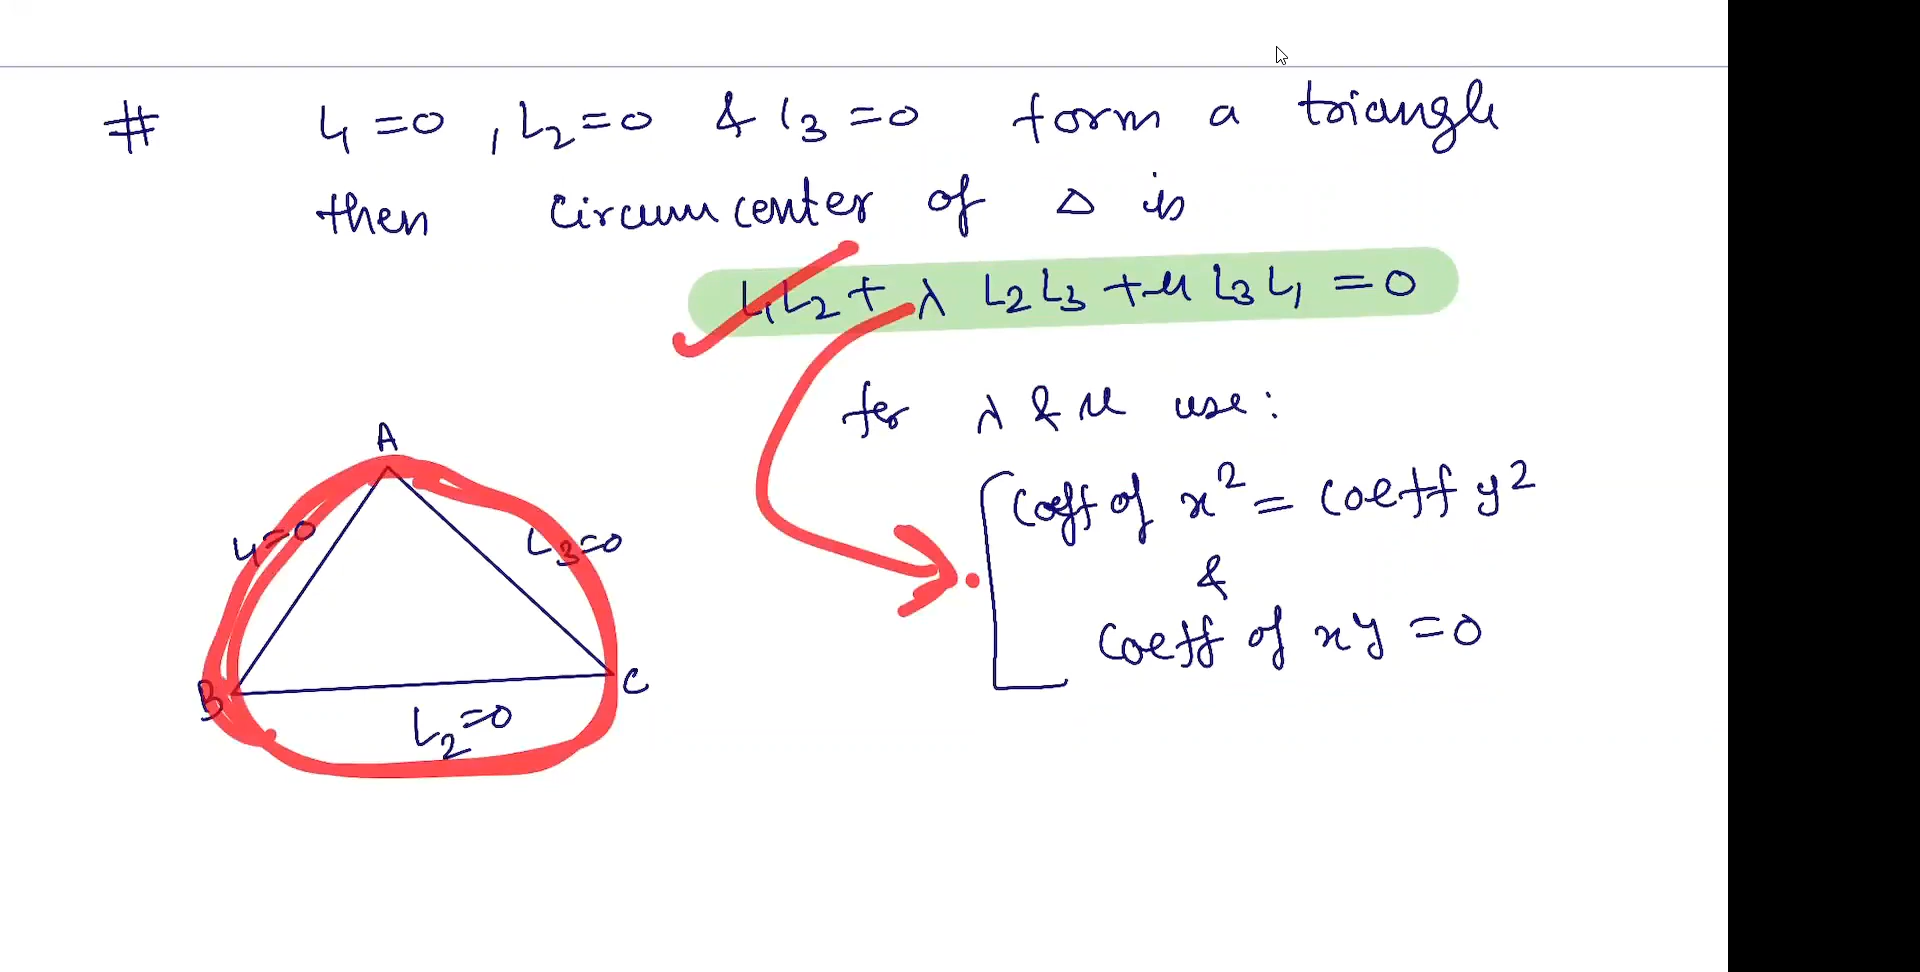 # L1 = 0 , L2 = 0 & L3 = 0 form a triangle
then circumcenter of Δ is
L1L2 + λ L2L3 + μ L3L1 = 0
for λ & μ use :
A
coeff of x² = coeff y²
L1=0
L3=0
&
coeff of xy = 0
B
C
L2=0